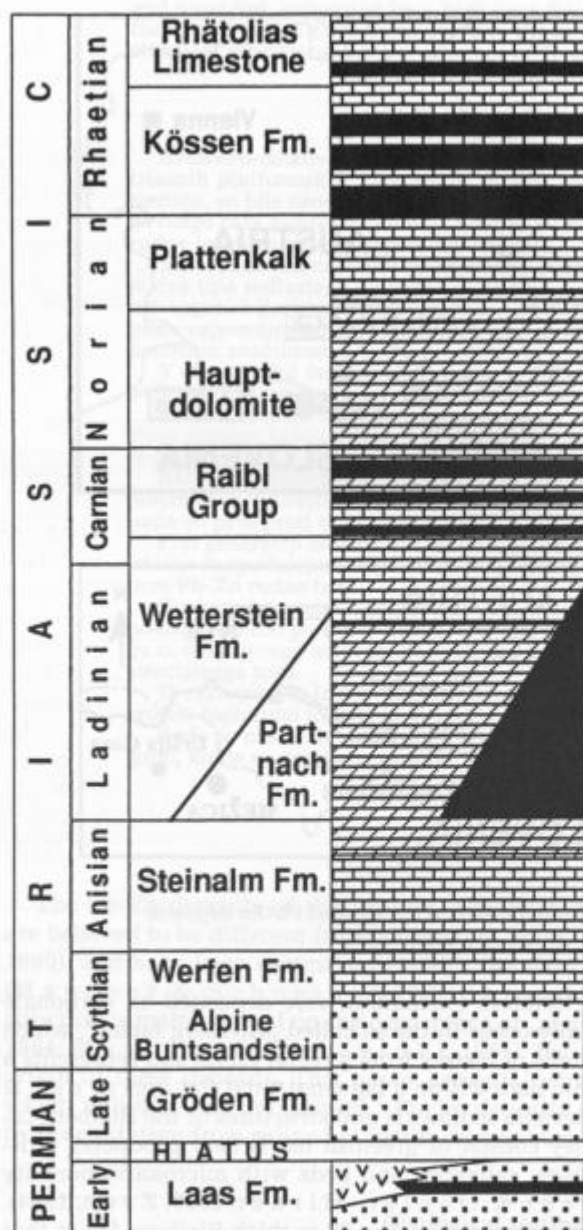 TRIASSIC
PERMIAN
Rhaetian
Norian
Carnian
Ladinian
Anisian
Scythian
Late
Early
Rhätolias
Limestone
Kössen Fm.
Plattenkalk
Haupt-
dolomite
Raibl
Group
Wetterstein
Fm.
Part-
nach
Fm.
Steinalm Fm.
Werfen Fm.
Alpine
Buntsandstein
Gröden Fm.
HIATUS
Laas Fm.